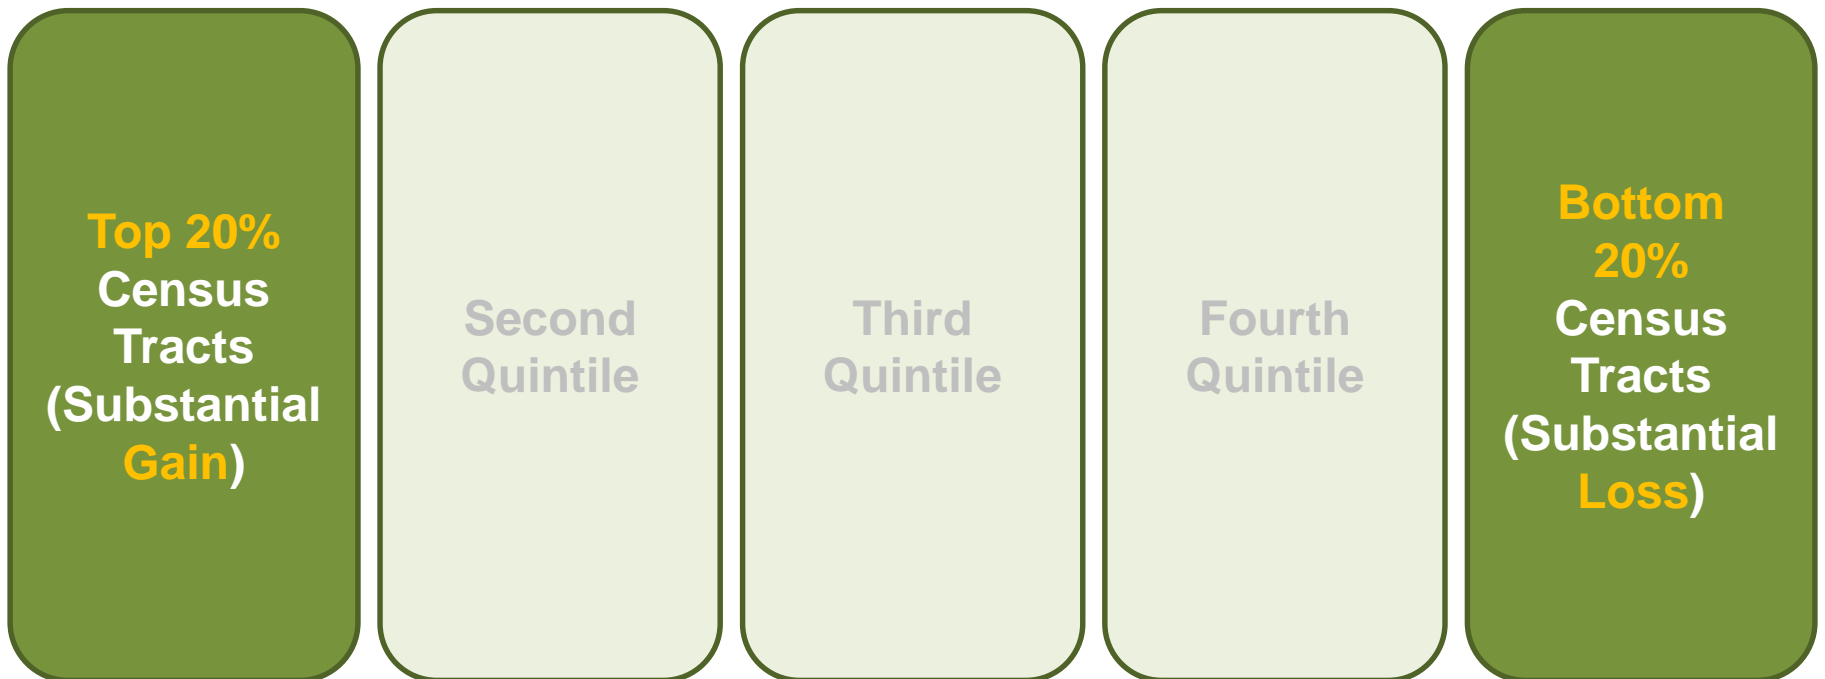 Top 20%
Census
Tracts
(Substantial
Gain)
Second
Quintile
Third
Quintile
Fourth
Quintile
Bottom
20%
Census
Tracts
(Substantial
Loss)